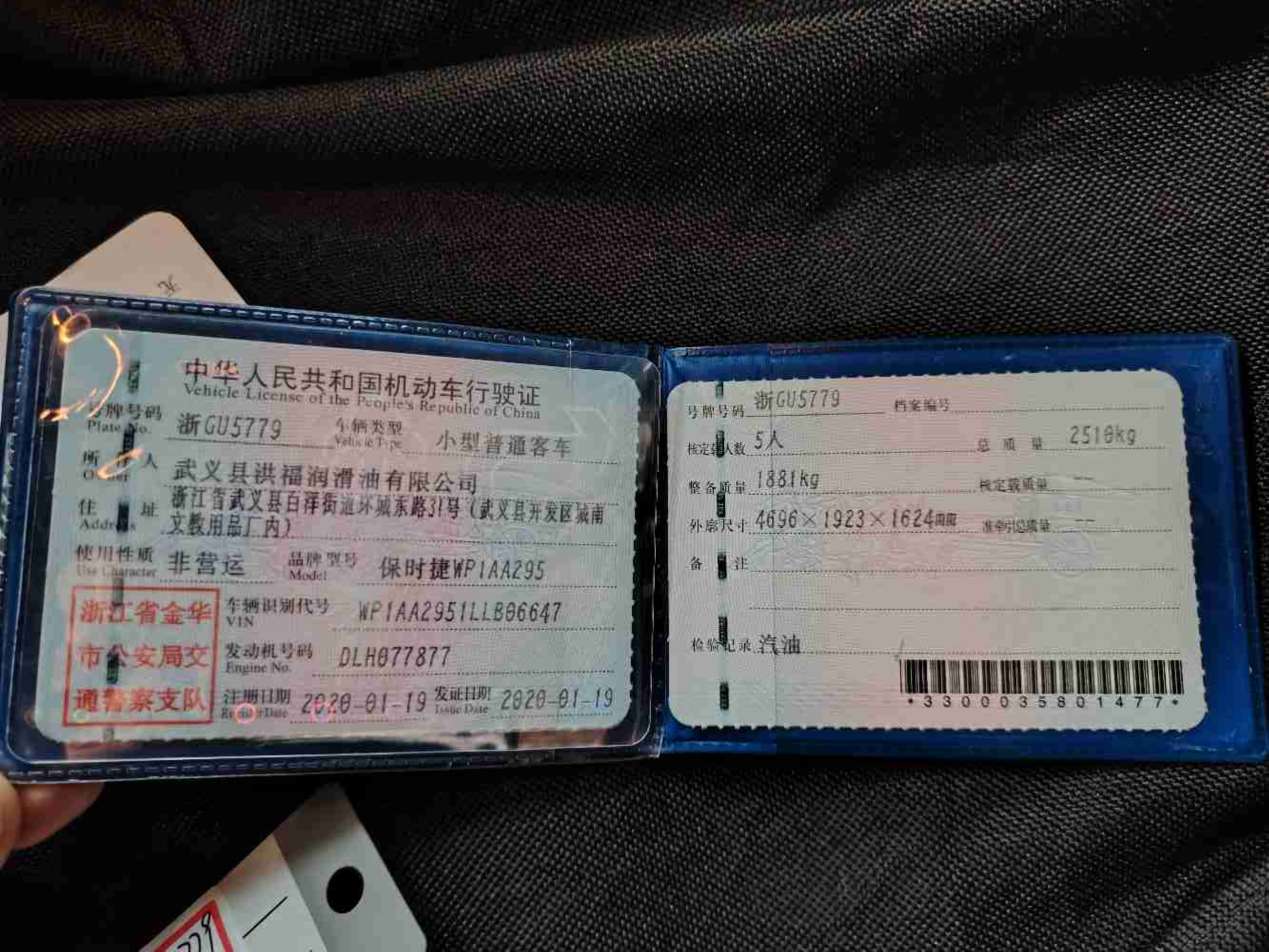 中华人民共和国机动车行驶证
Vehicle License of the People's Republic of China
号牌号码 浙GU5779 车辆类型 小型普通客车
Plate No. Vehicle Type
所有人 武义县洪福润滑油有限公司
Owner
住址 浙江省武义县白洋街道环城东路31号(武义县开发区城南
Address 文教用品厂内)
使用性质 非营运 品牌型号 保时捷WP1AA295
Use Character Model
浙江省金华
市公安局交
通警察支队
车辆识别代号 WP1AA2951LLB06647
VIN
发动机号码 DLH077877
Engine No.
注册日期 2020-01-19 发证日期 2020-01-19
Register Date Issue Date
号牌号码 浙GU5779 档案编号
核定载人数 5人 总质量 2510kg
整备质量 1881kg 核定载质量 --
外廓尺寸 4696×1923×1624mm 准牵引总质量 --
备注
检验记录 汽油
*3300035801477*
无
779